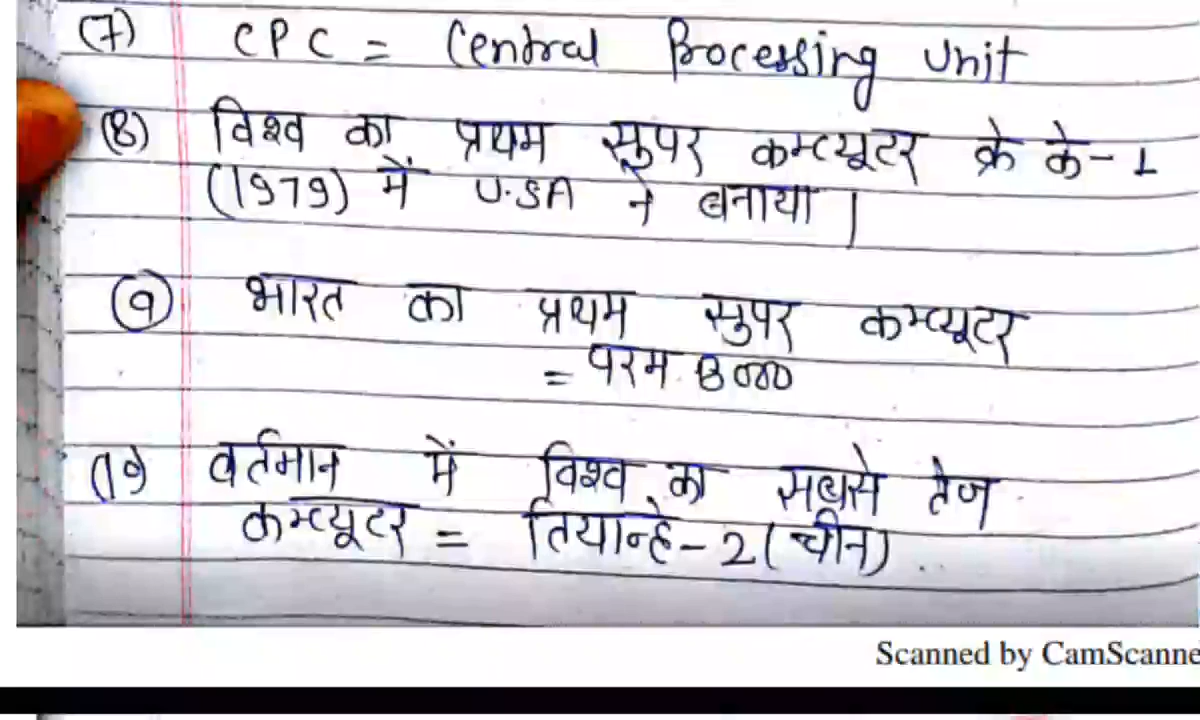 (7) CPC = Central Processing Unit
(8) विश्व का प्रथम सुपर कम्प्यूटर क्रे के-1
(1979) में U.SA ने बनाया |
(9) भारत का प्रथम सुपर कम्प्यूटर
= परम 8000
(10) वर्तमान में विश्व का सबसे तेज
कम्प्यूटर = तियान्हे-2 (चीन)
Scanned by CamScanne